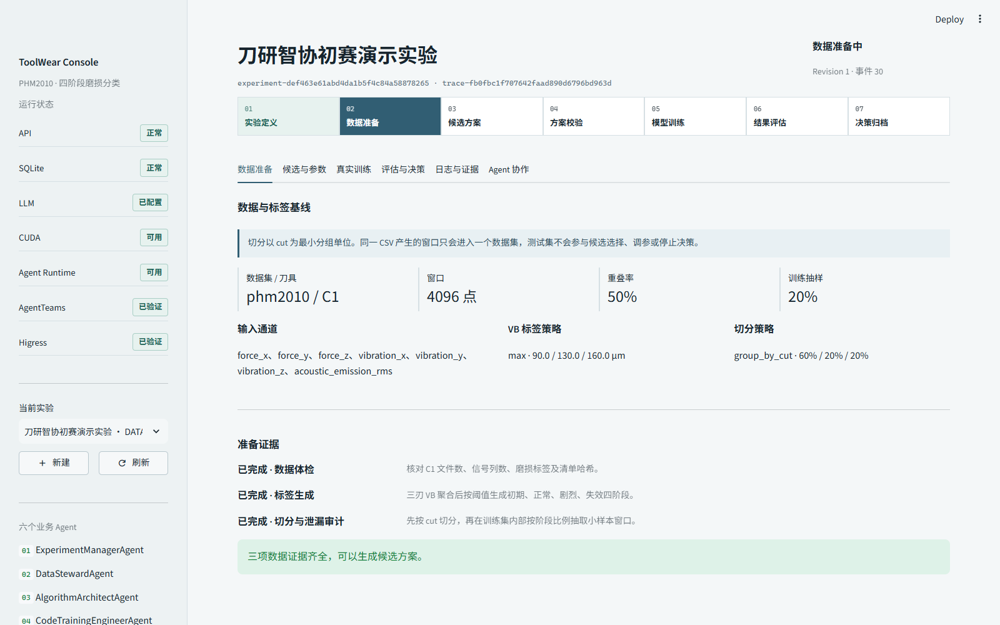 Deploy
ToolWear Console
PHM2010 · 四阶段磨损分类
运行状态
API 正常
SQLite 正常
LLM 已配置
CUDA 可用
Agent Runtime 可用
AgentTeams 已验证
Higress 已验证
当前实验
刀研智协初赛演示实验 • DATA
新建 刷新
六个业务 Agent
01 ExperimentManagerAgent
02 DataStewardAgent
03 AlgorithmArchitectAgent
04 CodeTrainingEngineerAgent
刀研智协初赛演示实验
experiment-def463e61abd4da1b5f4c84a58878265 · trace-fb0fbc1f707642faad890d6796bd963d
数据准备中
Revision 1 · 事件 30
01 实验定义
02 数据准备
03 候选方案
04 方案校验
05 模型训练
06 结果评估
07 决策归档
数据准备 候选与参数 真实训练 评估与决策 日志与证据 Agent 协作
数据与标签基线
切分以 cut 为最小分组单位。同一 CSV 产生的窗口只会进入一个数据集，测试集不会参与候选选择、调参或停止决策。
数据集 / 刀具
phm2010 / C1
窗口
4096 点
重叠率
50%
训练抽样
20%
输入通道
force_x、force_y、force_z、vibration_x、vibration_y、
vibration_z、acoustic_emission_rms
VB 标签策略
max · 90.0 / 130.0 / 160.0 μm
切分策略
group_by_cut · 60% / 20% / 20%
准备证据
已完成 · 数据体检 核对 C1 文件数、信号列数、磨损标签及清单哈希。
已完成 · 标签生成 三刃 VB 聚合后按阈值生成初期、正常、剧烈、失效四阶段。
已完成 · 切分与泄漏审计 先按 cut 切分，再在训练集内部按阶段比例抽取小样本窗口。
三项数据证据齐全，可以生成候选方案。